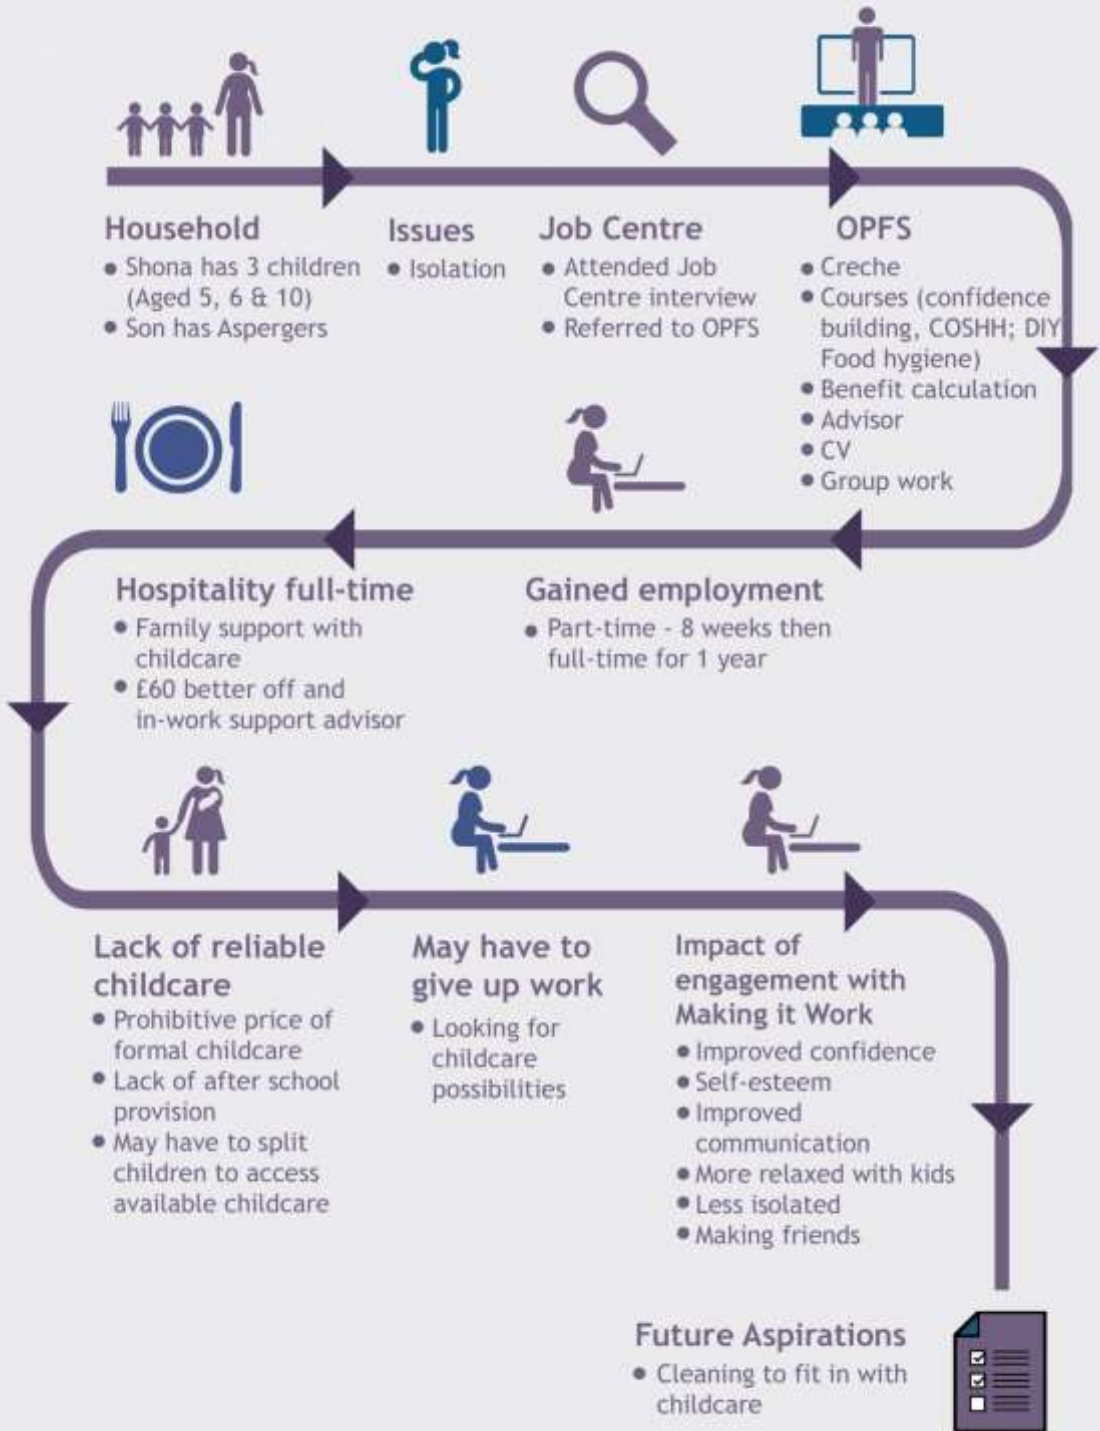 Household
• Shona has 3 children
(Aged 5, 6 & 10)
• Son has Aspergers
Issues
• Isolation
Job Centre
• Attended Job
Centre interview
• Referred to OPFS
OPFS
• Creche
• Courses (confidence
building, COSHH; DIY
Food hygiene)
• Benefit calculation
• Advisor
• CV
• Group work
Gained employment
• Part-time - 8 weeks then
full-time for 1 year
Hospitality full-time
• Family support with
childcare
• £60 better off and
in-work support advisor
Lack of reliable
childcare
• Prohibitive price of
formal childcare
• Lack of after school
provision
• May have to split
children to access
available childcare
May have to
give up work
• Looking for
childcare
possibilities
Impact of
engagement with
Making it Work
• Improved confidence
• Self-esteem
• Improved
communication
• More relaxed with kids
• Less isolated
• Making friends
Future Aspirations
• Cleaning to fit in with
childcare